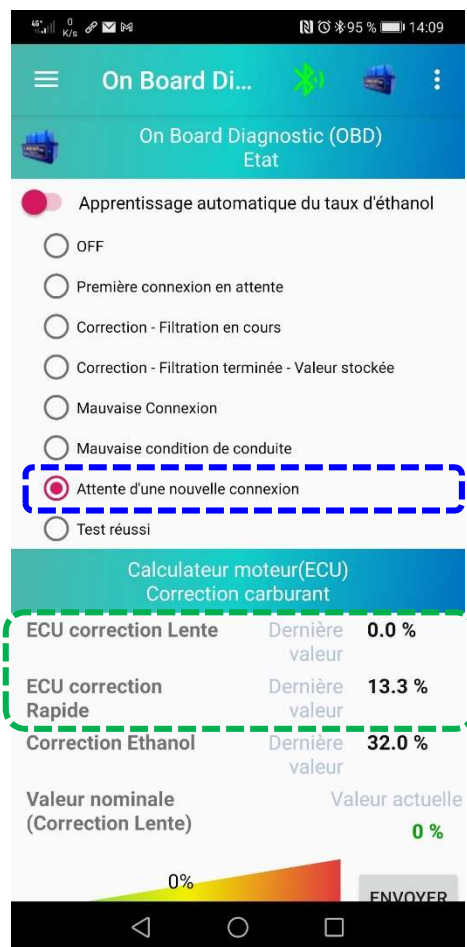 46+ 0 K/s 95 % 14:09
On Board Di...
On Board Diagnostic (OBD)
Etat
Apprentissage automatique du taux d'éthanol
OFF
Première connexion en attente
Correction - Filtration en cours
Correction - Filtration terminée - Valeur stockée
Mauvaise Connexion
Mauvaise condition de conduite
Attente d'une nouvelle connexion
Test réussi
Calculateur moteur(ECU)
Correction carburant
ECU correction Lente Dernière valeur 0.0 %
ECU correction Rapide Dernière valeur 13.3 %
Correction Ethanol Dernière valeur 32.0 %
Valeur nominale (Correction Lente) Valeur actuelle
0 %
0%
ENVOYER